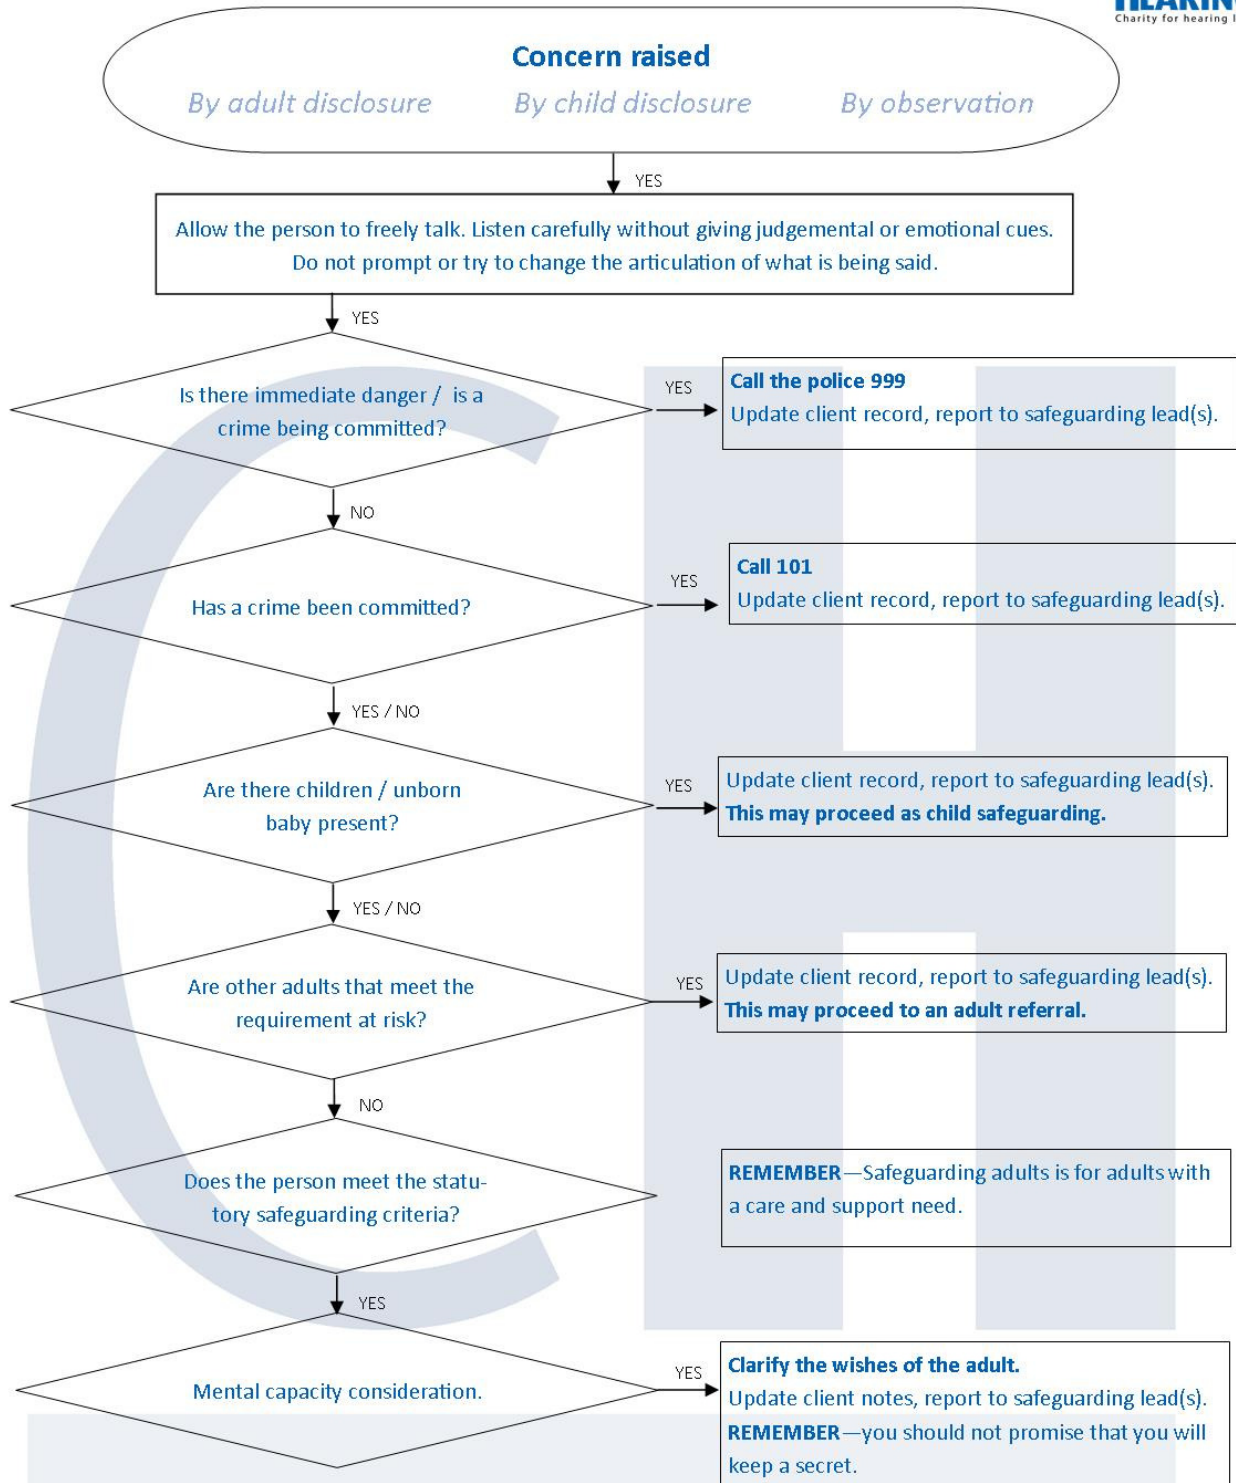 Charity for hearing l
Concern raised
By adult disclosure By child disclosure By observation
YES
Allow the person to freely talk. Listen carefully without giving judgemental or emotional cues.
Do not prompt or try to change the articulation of what is being said.
YES
Is there immediate danger / is a
crime being committed?
YES
Call the police 999
Update client record, report to safeguarding lead(s).
NO
Has a crime been committed?
YES
Call 101
Update client record, report to safeguarding lead(s).
YES / NO
Are there children / unborn
baby present?
YES
Update client record, report to safeguarding lead(s).
This may proceed as child safeguarding.
YES / NO
Are other adults that meet the
requirement at risk?
YES
Update client record, report to safeguarding lead(s).
This may proceed to an adult referral.
NO
Does the person meet the statu-
tory safeguarding criteria?
REMEMBER—Safeguarding adults is for adults with
a care and support need.
YES
Mental capacity consideration.
YES
Clarify the wishes of the adult.
Update client notes, report to safeguarding lead(s).
REMEMBER—you should not promise that you will
keep a secret.